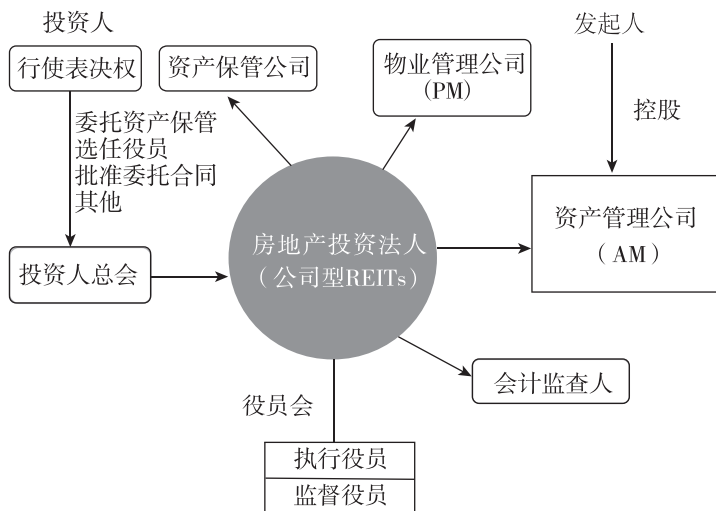 投资人
发起人
行使表决权
资产保管公司
物业管理公司
(PM)
控股
委托资产保管
选任役员
批准委托合同
其他
资产管理公司
（AM）
房地产投资法人
（公司型REITs）
投资人总会
会计监查人
役员会
执行役员
监督役员